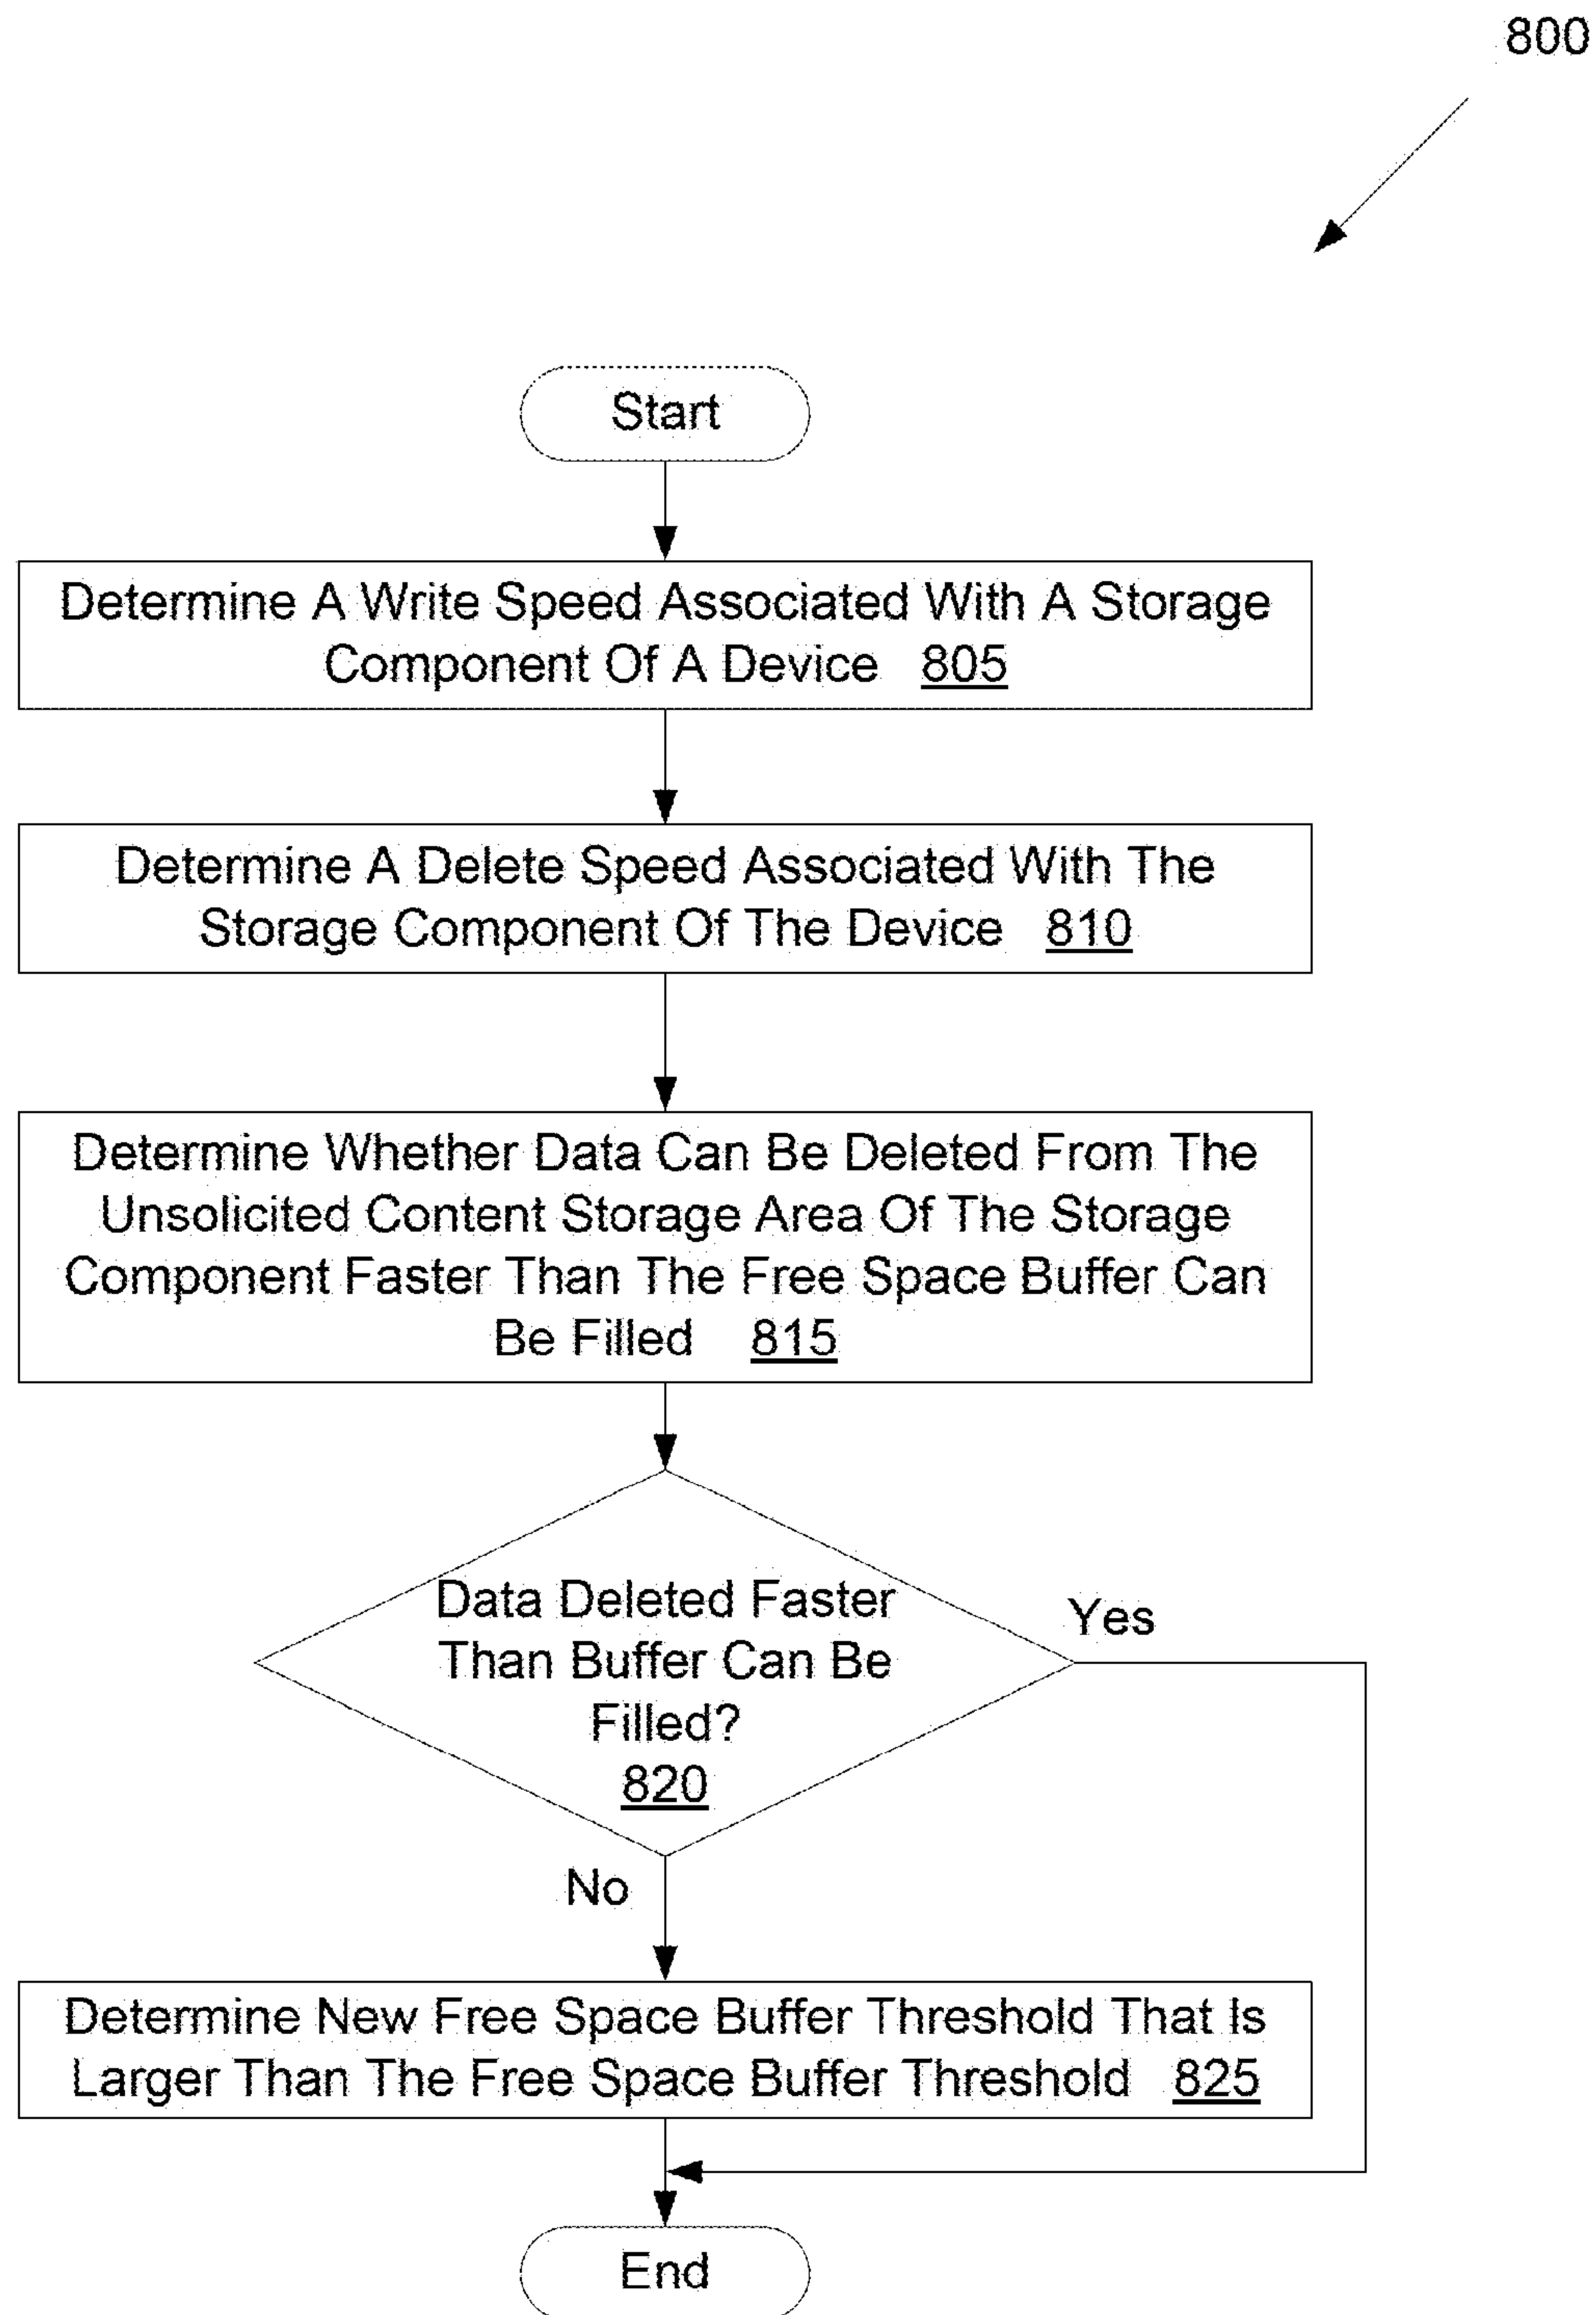 800
Start
Determine A Write Speed Associated With A Storage
Component Of A Device 805
Determine A Delete Speed Associated With The
Storage Component Of The Device 810
Determine Whether Data Can Be Deleted From The
Unsolicited Content Storage Area Of The Storage
Component Faster Than The Free Space Buffer Can
Be Filled 815
Data Deleted Faster
Than Buffer Can Be
Filled?
820
Yes
No
Determine New Free Space Buffer Threshold That Is
Larger Than The Free Space Buffer Threshold 825
End